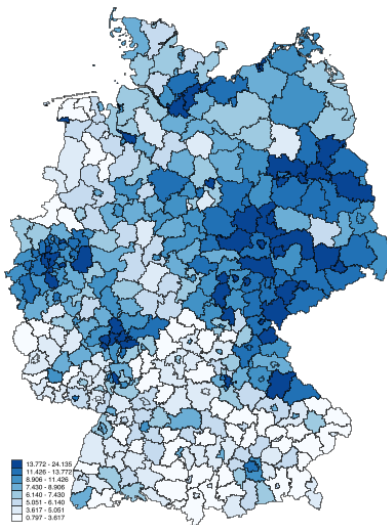 13.772 - 24.135
11.426 - 13.772
8.906 - 11.426
7.430 - 8.906
6.140 - 7.430
5.051 - 6.140
3.617 - 5.051
0.797 - 3.617